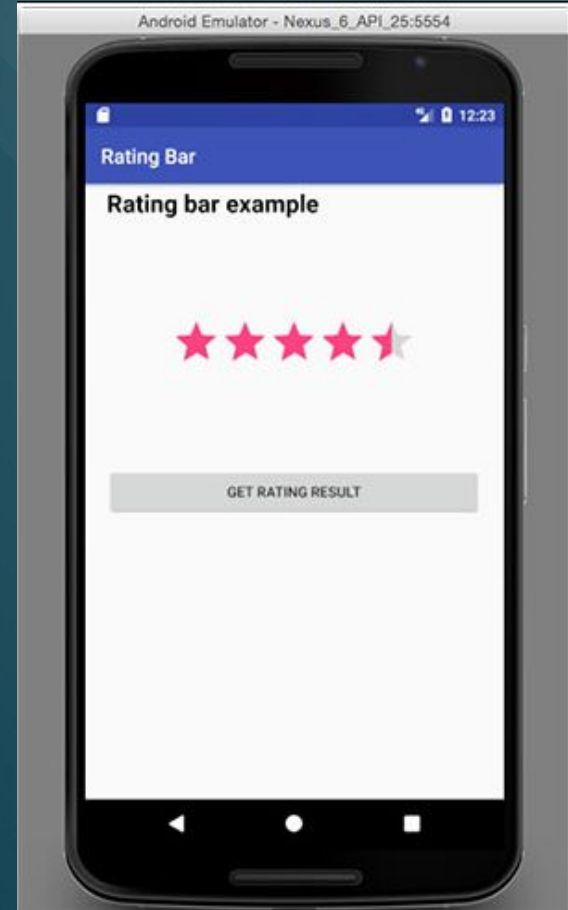 Android Emulator - Nexus_6_API_25:5554
12:23
Rating Bar
Rating bar example
GET RATING RESULT